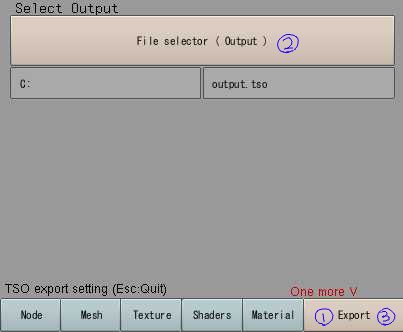 Select Output
File selector ( Output ) ②
C: output.tso
TSO export setting (Esc:Quit) One more V
Node Mesh Texture Shaders Material ① Export ③